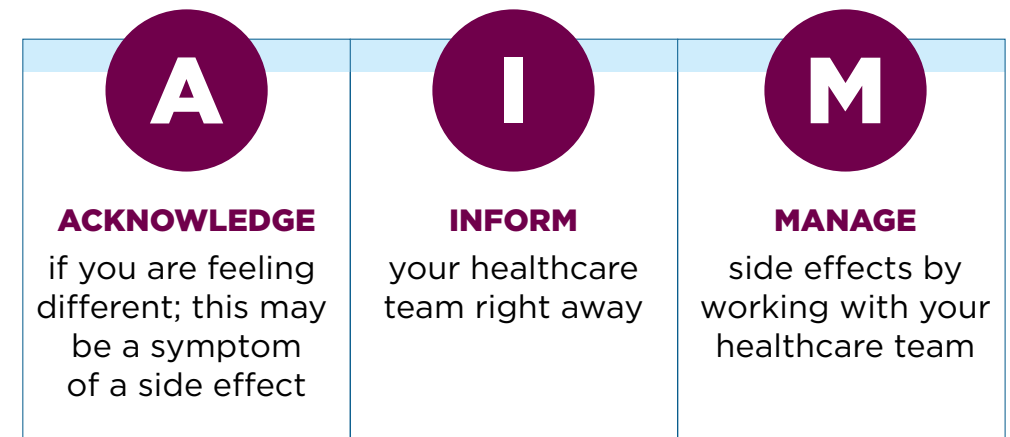 A
ACKNOWLEDGE
if you are feeling
different; this may
be a symptom
of a side effect
I
INFORM
your healthcare
team right away
M
MANAGE
side effects by
working with your
healthcare team